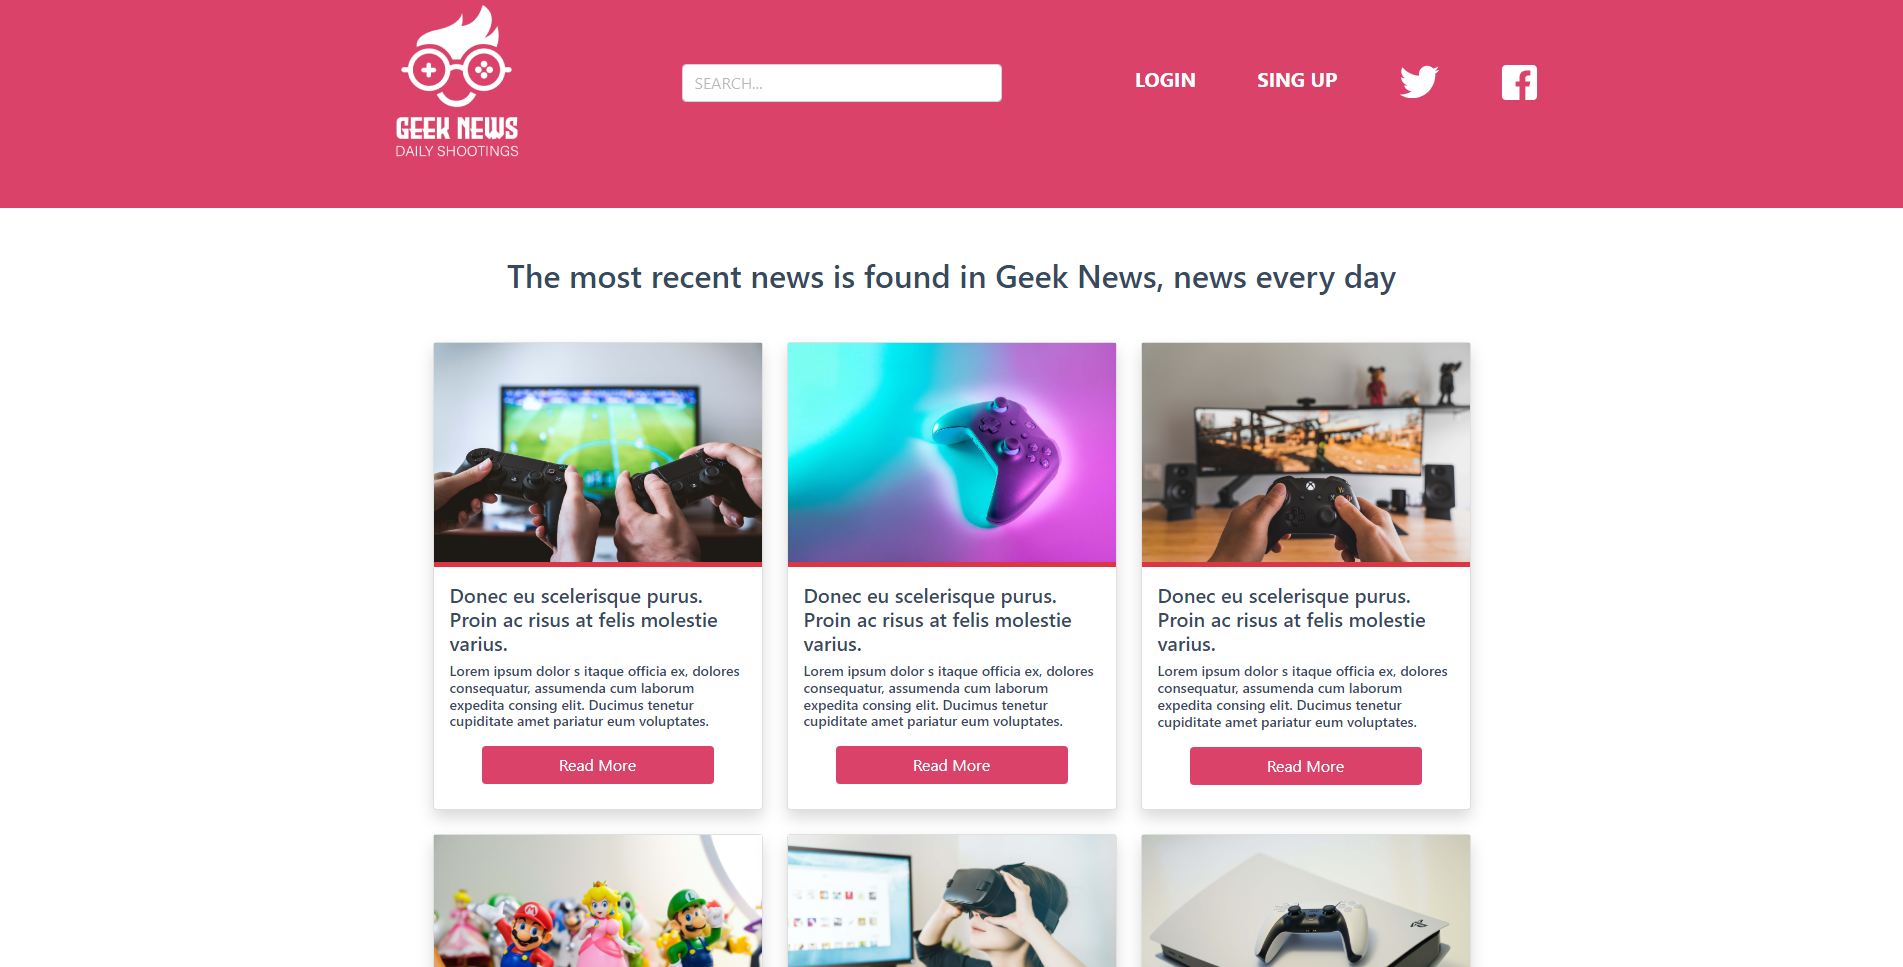 GEEK NEWS
DAILY SHOOTINGS
SEARCH...
LOGIN
SING UP
The most recent news is found in Geek News, news every day
Donec eu scelerisque purus.
Proin ac risus at felis molestie
varius.
Lorem ipsum dolor s itaque officia ex, dolores
consequatur, assumenda cum laborum
expedita consing elit. Ducimus tenetur
cupiditate amet pariatur eum voluptates.
Read More
Donec eu scelerisque purus.
Proin ac risus at felis molestie
varius.
Lorem ipsum dolor s itaque officia ex, dolores
consequatur, assumenda cum laborum
expedita consing elit. Ducimus tenetur
cupiditate amet pariatur eum voluptates.
Read More
Donec eu scelerisque purus.
Proin ac risus at felis molestie
varius.
Lorem ipsum dolor s itaque officia ex, dolores
consequatur, assumenda cum laborum
expedita consing elit. Ducimus tenetur
cupiditate amet pariatur eum voluptates.
Read More